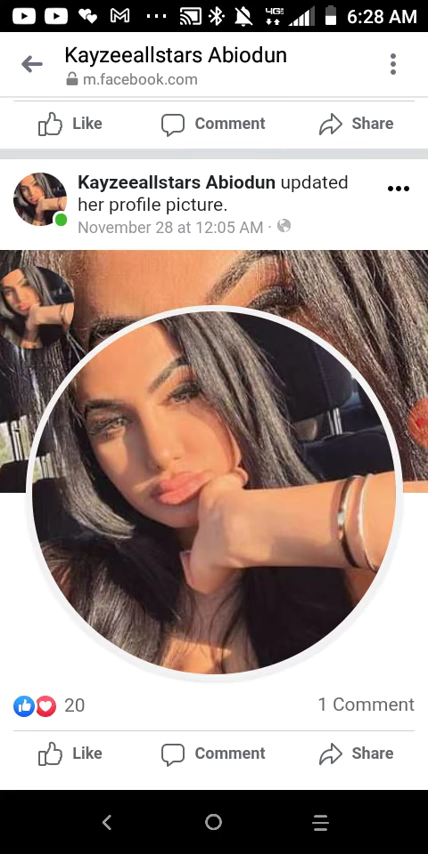 4G 6:28 AM
Kayzeeallstars Abiodun
m.facebook.com
Like Comment Share
Kayzeeallstars Abiodun updated
her profile picture.
November 28 at 12:05 AM ·
20 1 Comment
Like Comment Share